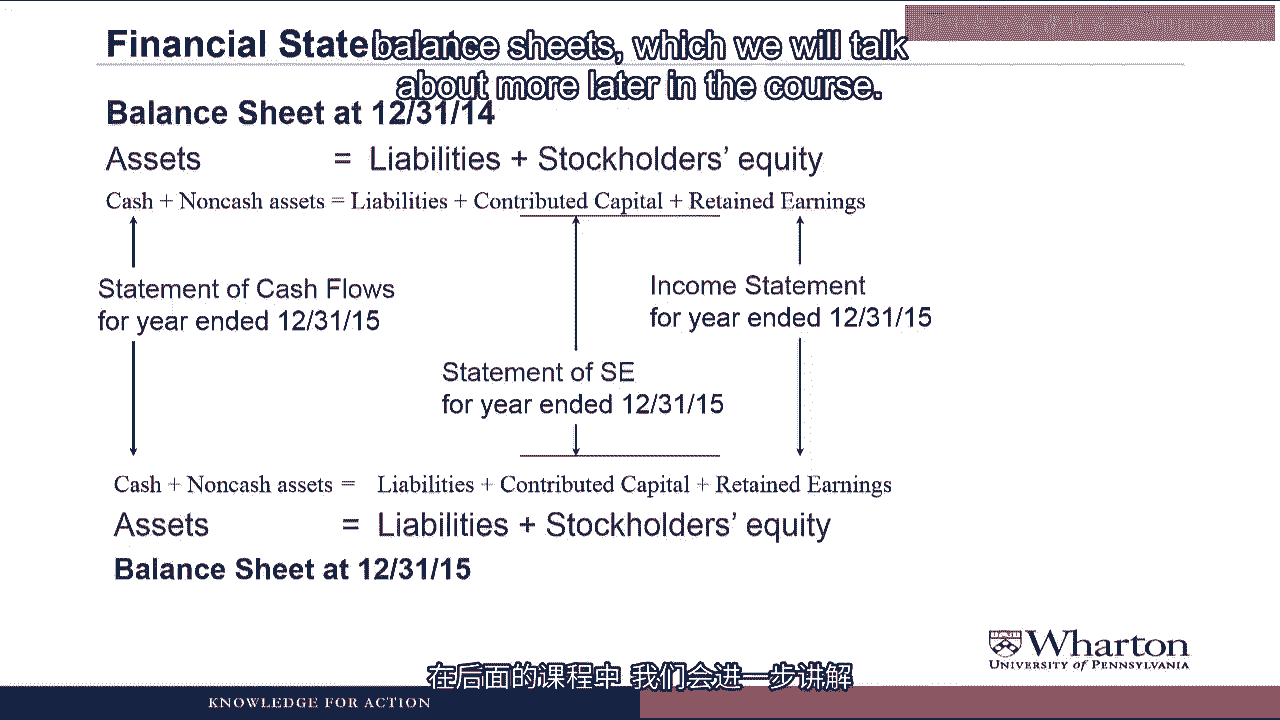 Financial State
balance sheets, which we will talk
about more later in the course.
Balance Sheet at 12/31/14
Assets = Liabilities + Stockholders’ equity
Cash + Noncash assets = Liabilities + Contributed Capital + Retained Earnings
Statement of Cash Flows
for year ended 12/31/15
Income Statement
for year ended 12/31/15
Statement of SE
for year ended 12/31/15
Cash + Noncash assets = Liabilities + Contributed Capital + Retained Earnings
Assets = Liabilities + Stockholders’ equity
Balance Sheet at 12/31/15
Wharton
UNIVERSITY of PENNSYLVANIA
在后面的课程中 我们会进一步讲解
KNOWLEDGE FOR ACTION